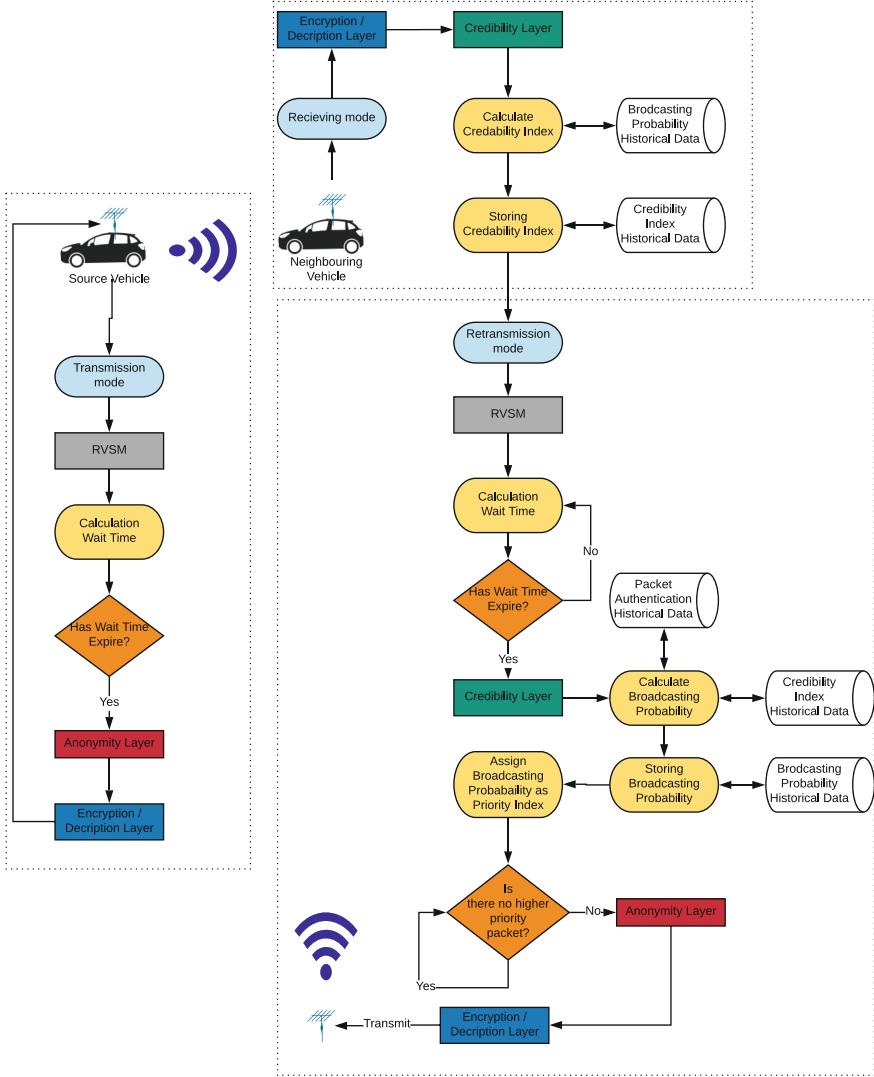 Encryption /
Decription Layer
Credibility Layer
Recieving mode
Calculate
Credability Index
Brodcasting
Probability
Historical Data
Storing
Credability Index
Credibility
Index
Historical Data
Neighbouring
Vehicle
Source Vehicle
Transmission
mode
RVSM
Calculation
Wait Time
Has Wait Time
Expire?
Yes
Anonymity Layer
Encryption /
Decription Layer
Retransmission
mode
RVSM
Calculation
Wait Time
No
Has Wait Time
Expire?
Yes
Packet
Authentication
Historical Data
Credibility Layer
Calculate
Broadcasting
Probability
Credibility
Index
Historical Data
Assign
Broadcasting
Probabaility as
Priority Index
Storing
Broadcasting
Probability
Brodcasting
Probability
Historical Data
Is
there no higher
priority
packet?
No
Anonymity Layer
Yes
Transmit
Encryption /
Decription Layer